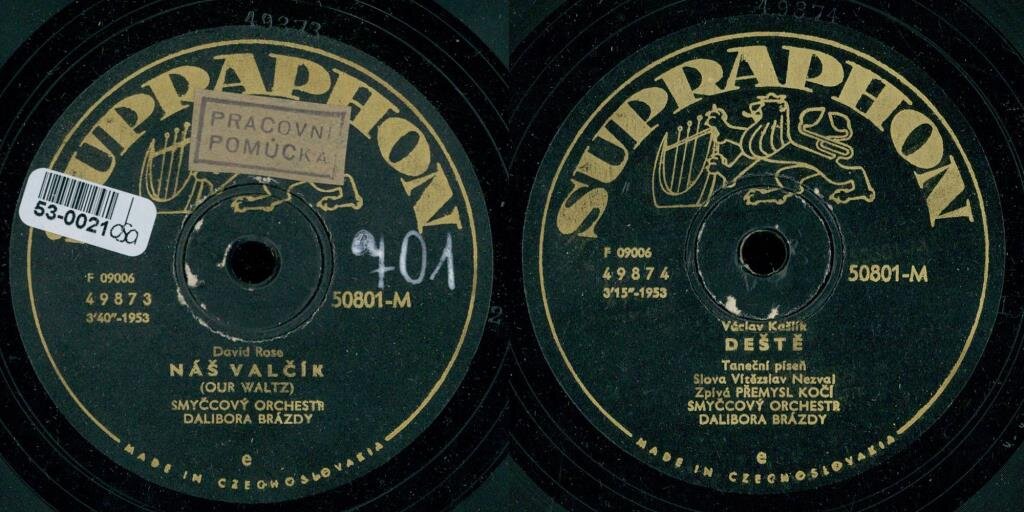 49873
SUPRAPHON
PRACOVNÍ
POMŮCKA
53-0021
701
F 09006
49873
3'40"-1953
50801-M
David Rose
NÁŠ VALČÍK
(OUR WALTZ)
SMYČCOVÝ ORCHESTR
DALIBORA BRÁZDY
e
MADE IN CZECHOSLOVAKIA
2
49874
SUPRAPHON
F 09006
49874
3'15"-1953
50801-M
Václav Kašlík
DEŠTĚ
Taneční píseň
Slova Vítězslav Nezval
Zpívá PŘEMYSL KOČÍ
SMYČCOVÝ ORCHESTR
DALIBORA BRÁZDY
e
MADE IN CZECHOSLOVAKIA